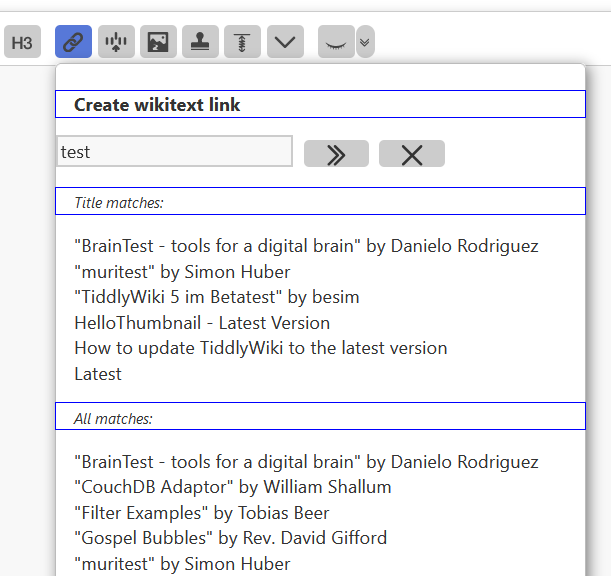 H3
Create wikitext link
test
Title matches:
"BrainTest - tools for a digital brain" by Danielo Rodriguez
"muritest" by Simon Huber
"TiddlyWiki 5 im Betatest" by besim
HelloThumbnail - Latest Version
How to update TiddlyWiki to the latest version
Latest
All matches:
"BrainTest - tools for a digital brain" by Danielo Rodriguez
"CouchDB Adaptor" by William Shallum
"Filter Examples" by Tobias Beer
"Gospel Bubbles" by Rev. David Gifford
"muritest" by Simon Huber